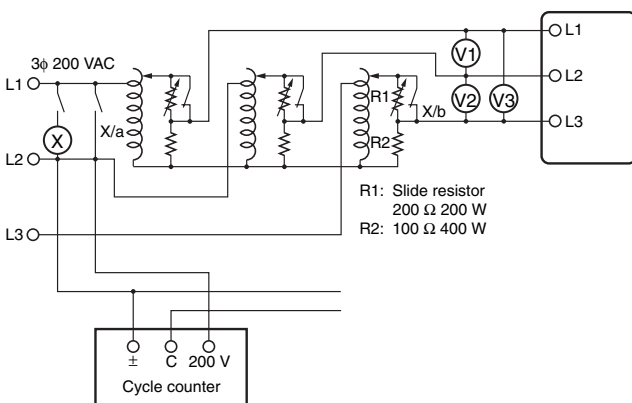 3ϕ 200 VAC
L1
L2
L3
X
X/a
R1
R2
X/b
V1
V2
V3
L1
L2
L3
R1: Slide resistor
200 Ω 200 W
R2: 100 Ω 400 W
± C 200 V
Cycle counter